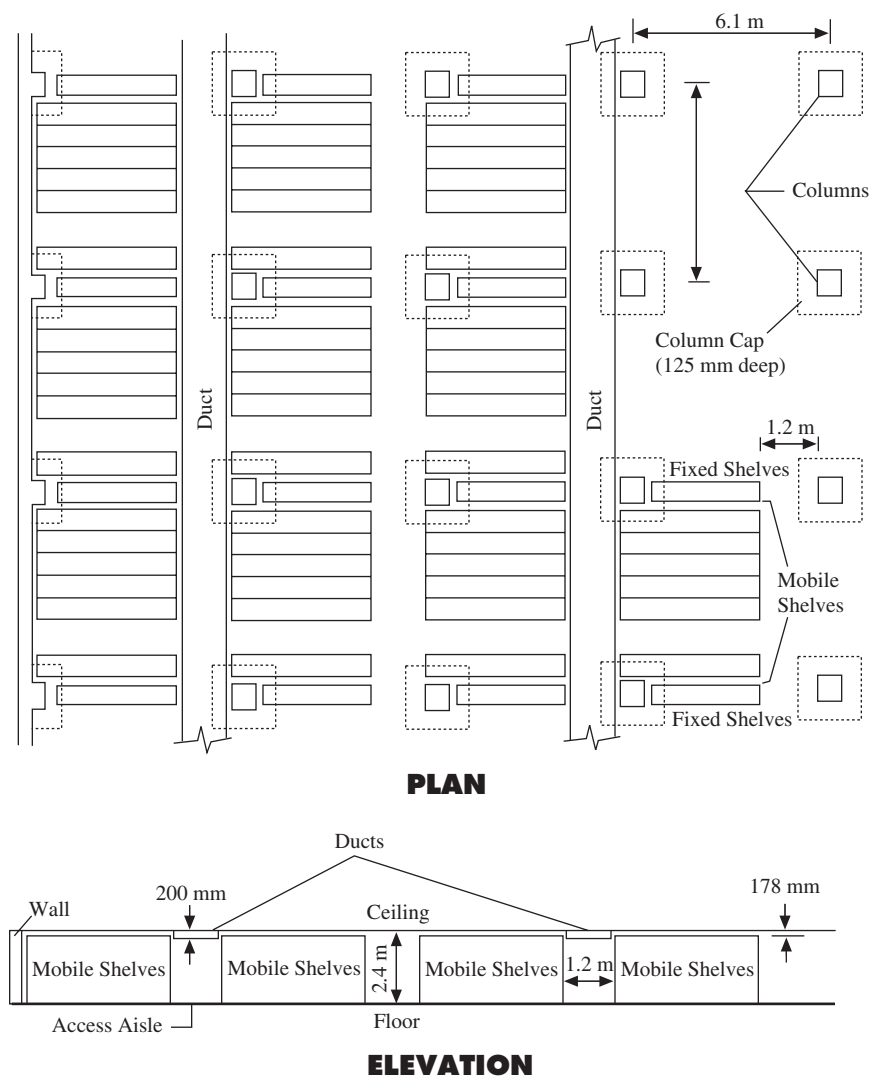 6.1 m
Columns
Column Cap
(125 mm deep)
Duct
Duct
1.2 m
Fixed Shelves
Mobile
Shelves
Fixed Shelves
PLAN
Ducts
200 mm
178 mm
Wall
Ceiling
Mobile Shelves
Mobile Shelves
2.4 m
Mobile Shelves
1.2 m
Mobile Shelves
Access Aisle
Floor
ELEVATION